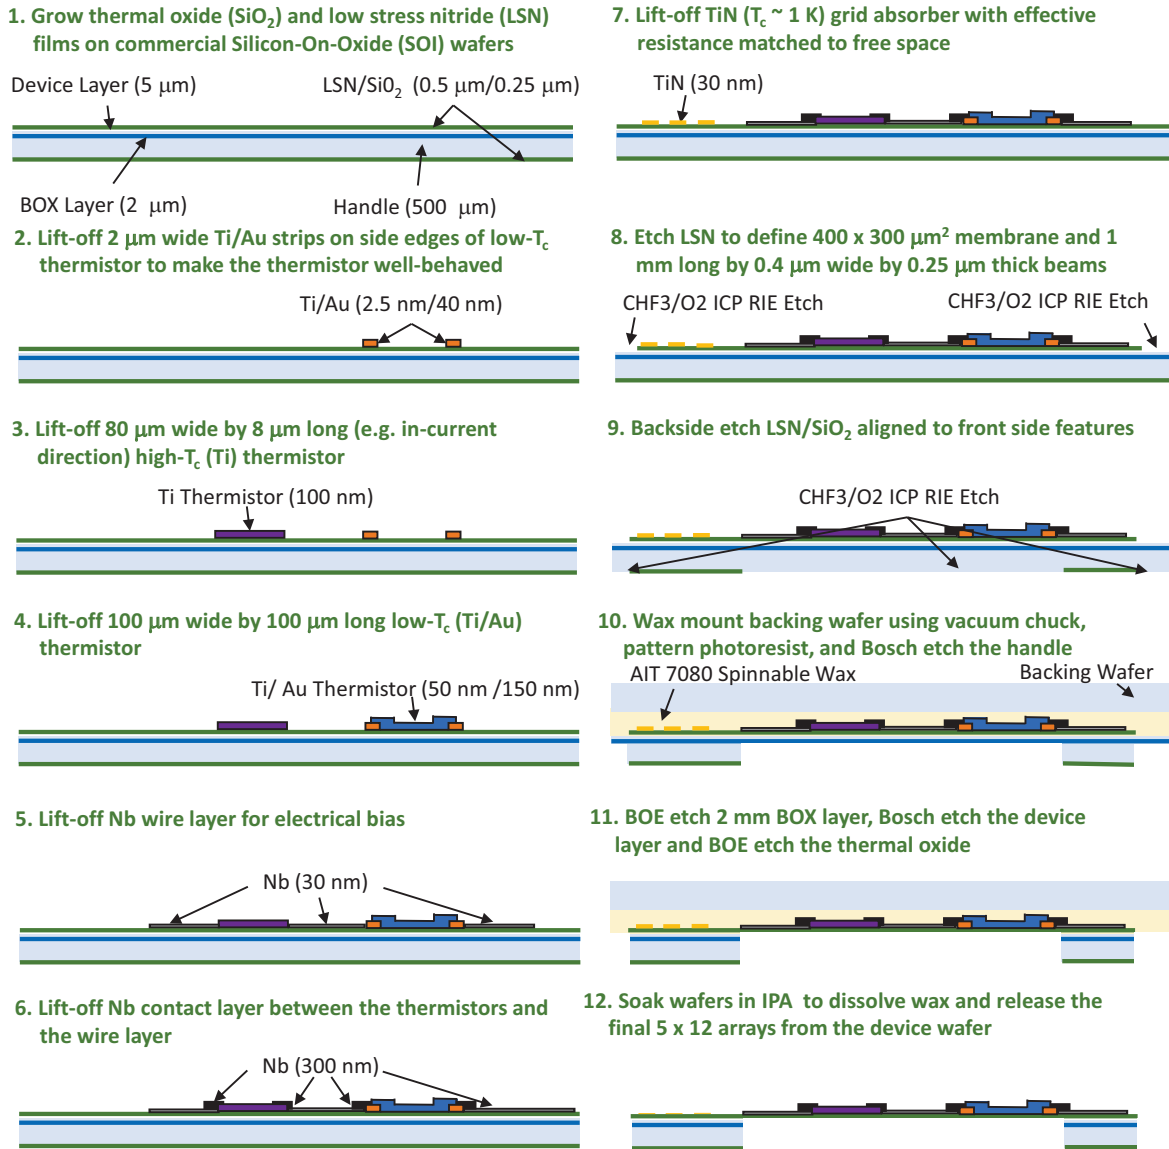 1. Grow thermal oxide (SiO₂) and low stress nitride (LSN)
films on commercial Silicon-On-Oxide (SOI) wafers
Device Layer (5 μm)
LSN/Si0₂ (0.5 μm/0.25 μm)
BOX Layer (2 μm)
Handle (500 μm)
2. Lift-off 2 μm wide Ti/Au strips on side edges of low-T꜀
thermistor to make the thermistor well-behaved
Ti/Au (2.5 nm/40 nm)
3. Lift-off 80 μm wide by 8 μm long (e.g. in-current
direction) high-T꜀ (Ti) thermistor
Ti Thermistor (100 nm)
4. Lift-off 100 μm wide by 100 μm long low-T꜀ (Ti/Au)
thermistor
Ti/ Au Thermistor (50 nm /150 nm)
5. Lift-off Nb wire layer for electrical bias
Nb (30 nm)
6. Lift-off Nb contact layer between the thermistors and
the wire layer
Nb (300 nm)
7. Lift-off TiN (T꜀ ~ 1 K) grid absorber with effective
resistance matched to free space
TiN (30 nm)
8. Etch LSN to define 400 x 300 μm² membrane and 1
mm long by 0.4 μm wide by 0.25 μm thick beams
CHF3/O2 ICP RIE Etch
CHF3/O2 ICP RIE Etch
9. Backside etch LSN/SiO₂ aligned to front side features
CHF3/O2 ICP RIE Etch
10. Wax mount backing wafer using vacuum chuck,
pattern photoresist, and Bosch etch the handle
AIT 7080 Spinnable Wax
Backing Wafer
11. BOE etch 2 mm BOX layer, Bosch etch the device
layer and BOE etch the thermal oxide
12. Soak wafers in IPA to dissolve wax and release the
final 5 x 12 arrays from the device wafer